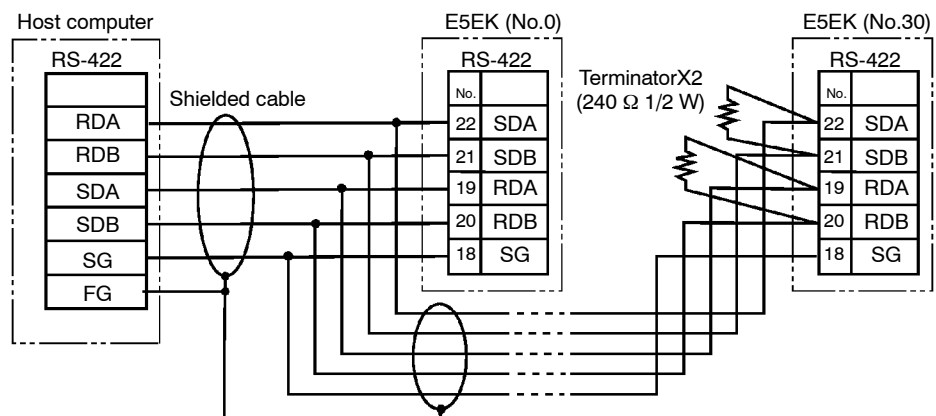 Host computer
RS-422
RDA
RDB
SDA
SDB
SG
FG
Shielded cable
E5EK (No.0)
RS-422
No.
22 SDA
21 SDB
19 RDA
20 RDB
18 SG
TerminatorX2
(240 Ω 1/2 W)
E5EK (No.30)
RS-422
No.
22 SDA
21 SDB
19 RDA
20 RDB
18 SG